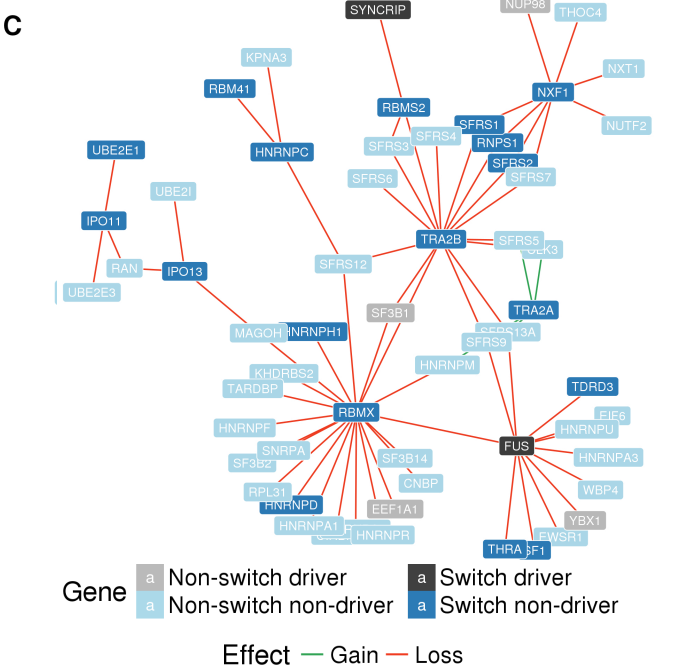 c
SYNCRIP
NUP98
THOC4
KPNA3
NXT1
RBM41
NXF1
RBMS2
SFRS1
NUTF2
SFRS4
RNPS1
SFRS3
UBE2E1
HNRNPC
SFRS2
SFRS6
SFRS7
UBE2I
IPO11
TRA2B
SFRS5
RAN
IPO13
SFRS12
UBE2E3
SF3B1
TRA2A
MAGOH
HNRNPH1
SFRS13A
SFRS9
HNRNPM
KHDRBS2
TARDBP
TDRD3
RBMX
EIF6
HNRNPF
HNRNPU
FUS
SNRPA
SF3B2
SF3B14
HNRNPA3
CNBP
RPL31
WBP4
HNRNPD
EEF1A1
YBX1
HNRNPA1
HNRNPR
EWSR1
THRA
SF1
Gene
a Non-switch driver
a Switch driver
a Non-switch non-driver
a Switch non-driver
Effect Gain Loss